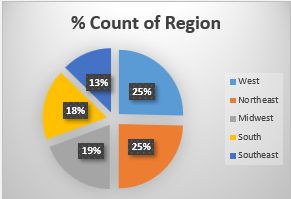 % Count of Region
25%
25%
19%
18%
13%
West
Northeast
Midwest
South
Southeast